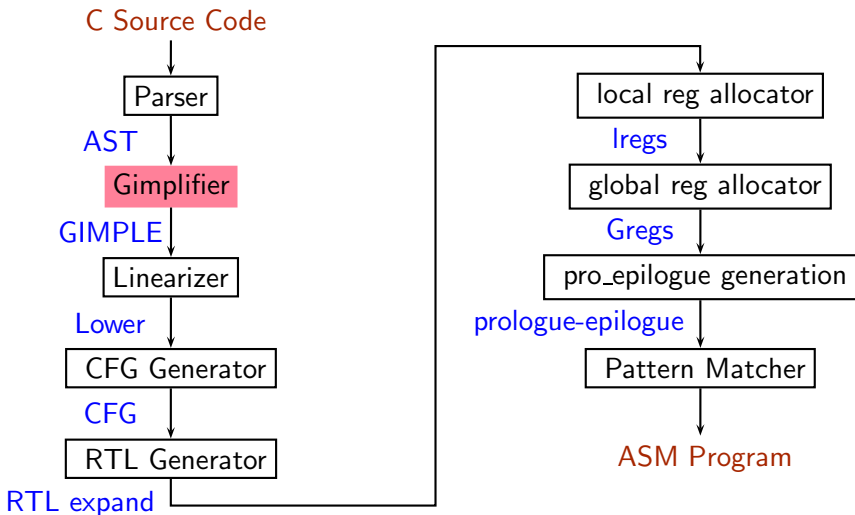 C Source Code
Parser
AST
Gimplifier
GIMPLE
Linearizer
Lower
CFG Generator
CFG
RTL Generator
RTL expand
local reg allocator
lregs
global reg allocator
Gregs
pro_epilogue generation
prologue-epilogue
Pattern Matcher
ASM Program